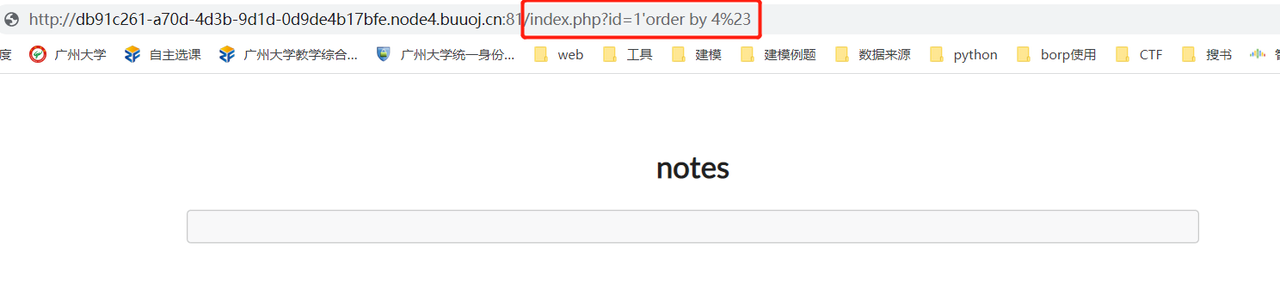 http://db91c261-a70d-4d3b-9d1d-0d9de4b17bfe.node4.buuoj.cn:81/index.php?id=1'order by 4%23
度 广州大学 自主选课 广州大学教学综合... 广州大学统一身份... web 工具 建模 建模例题 数据来源 python borp使用 CTF 搜书
notes